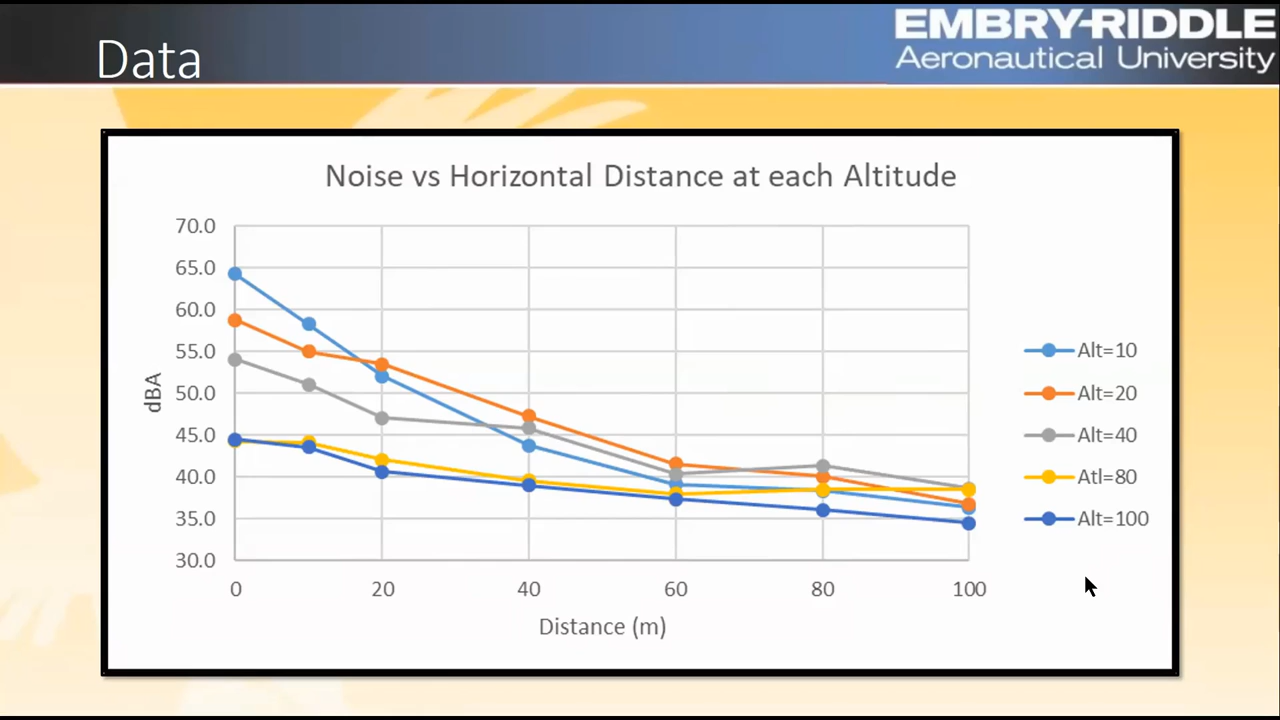 Data
EMBRY-RIDDLE
Aeronautical University
Noise vs Horizontal Distance at each Altitude
70.0
65.0
60.0
55.0
50.0
45.0
40.0
35.0
30.0
dBA
0 20 40 60 80 100
Distance (m)
Alt=10
Alt=20
Alt=40
Atl=80
Alt=100